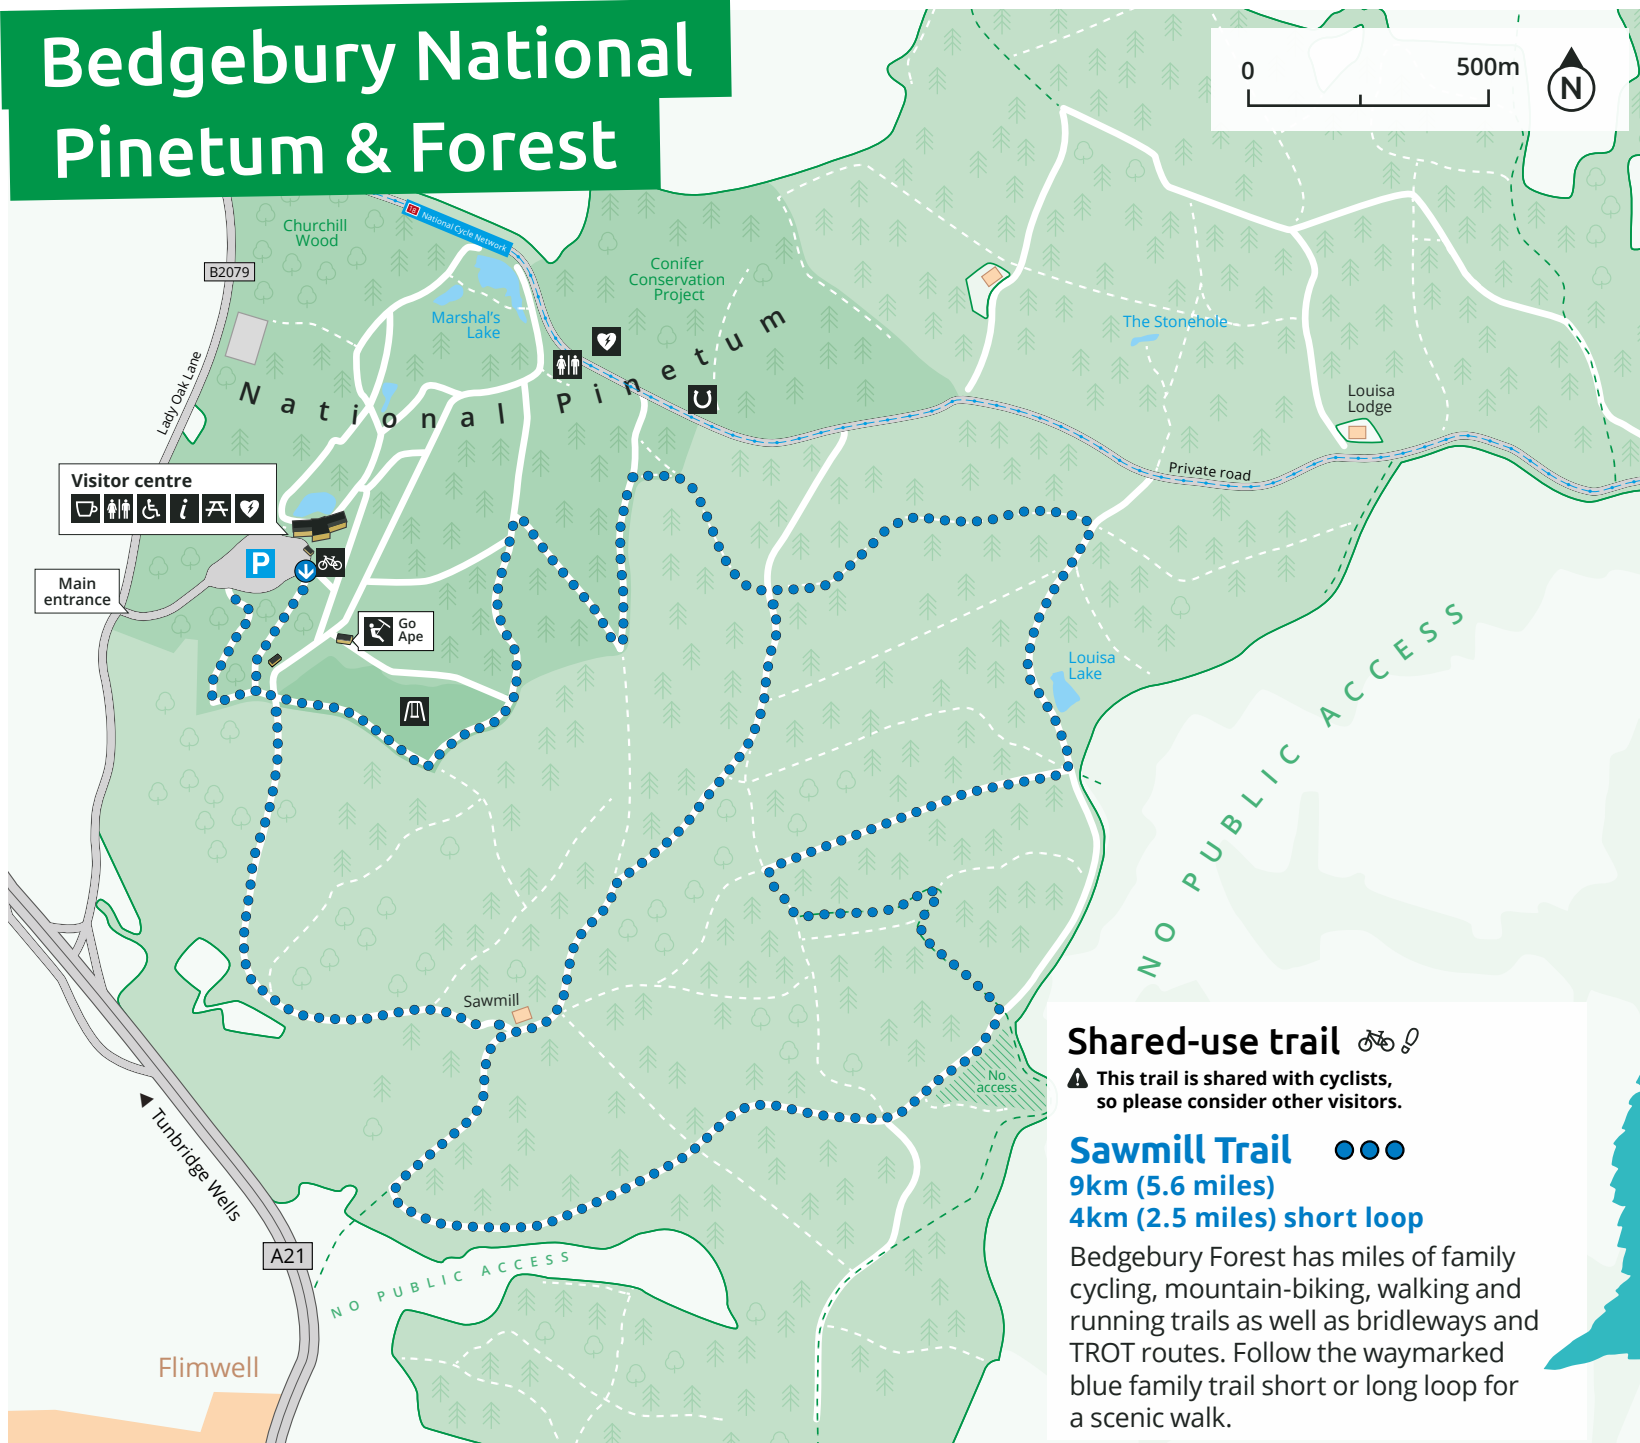 Bedgebury National
Pinetum & Forest
0
500m
N
Churchill
Wood
18
National Cycle Network
B2079
Conifer
Conservation
Project
Marshal's
Lake
The Stonehole
Lady Oak Lane
National Pinetum
Louisa
Lodge
Private road
Visitor centre
i
P
Main
entrance
Go
Ape
Louisa
Lake
NO PUBLIC ACCESS
Sawmill
No
access
Tunbridge Wells
A21
NO PUBLIC ACCESS
Flimwell
Shared-use trail
This trail is shared with cyclists,
so please consider other visitors.
Sawmill Trail
9km (5.6 miles)
4km (2.5 miles) short loop
Bedgebury Forest has miles of family
cycling, mountain-biking, walking and
running trails as well as bridleways and
TROT routes. Follow the waymarked
blue family trail short or long loop for
a scenic walk.